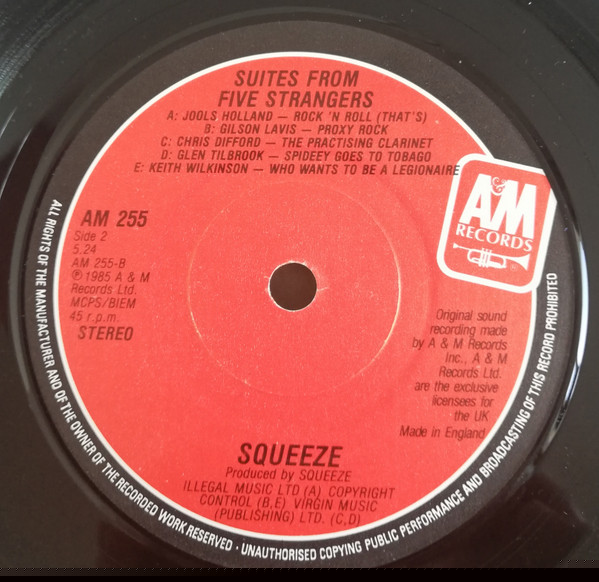 SUITES FROM
FIVE STRANGERS
A: JOOLS HOLLAND — ROCK 'N ROLL (THAT'S)
B: GILSON LAVIS — PROXY ROCK
C: CHRIS DIFFORD — THE PRACTISING CLARINET
D: GLEN TILBROOK — SPIDEEY GOES TO TOBAGO
E: KEITH WILKINSON — WHO WANTS TO BE A LEGIONAIRE
A&M
RECORDS
®
AM 255
Side 2
5.24
AM 255-B
℗ 1985 A & M
Records Ltd.
MCPS/BIEM
45 r.p.m.
STEREO
Original sound
recording made
by A & M Records
Inc., A & M
Records Ltd.
are the exclusive
licensees for
the UK
Made in England
SQUEEZE
Produced by SQUEEZE
ILLEGAL MUSIC LTD (A) COPYRIGHT
CONTROL (B,E) VIRGIN MUSIC
(PUBLISHING) LTD. (C,D)
ALL RIGHTS OF THE MANUFACTURER AND OF THE OWNER OF THE RECORDED WORK RESERVED · UNAUTHORISED COPYING PUBLIC PERFORMANCE AND BROADCASTING OF THIS RECORD PROHIBITED